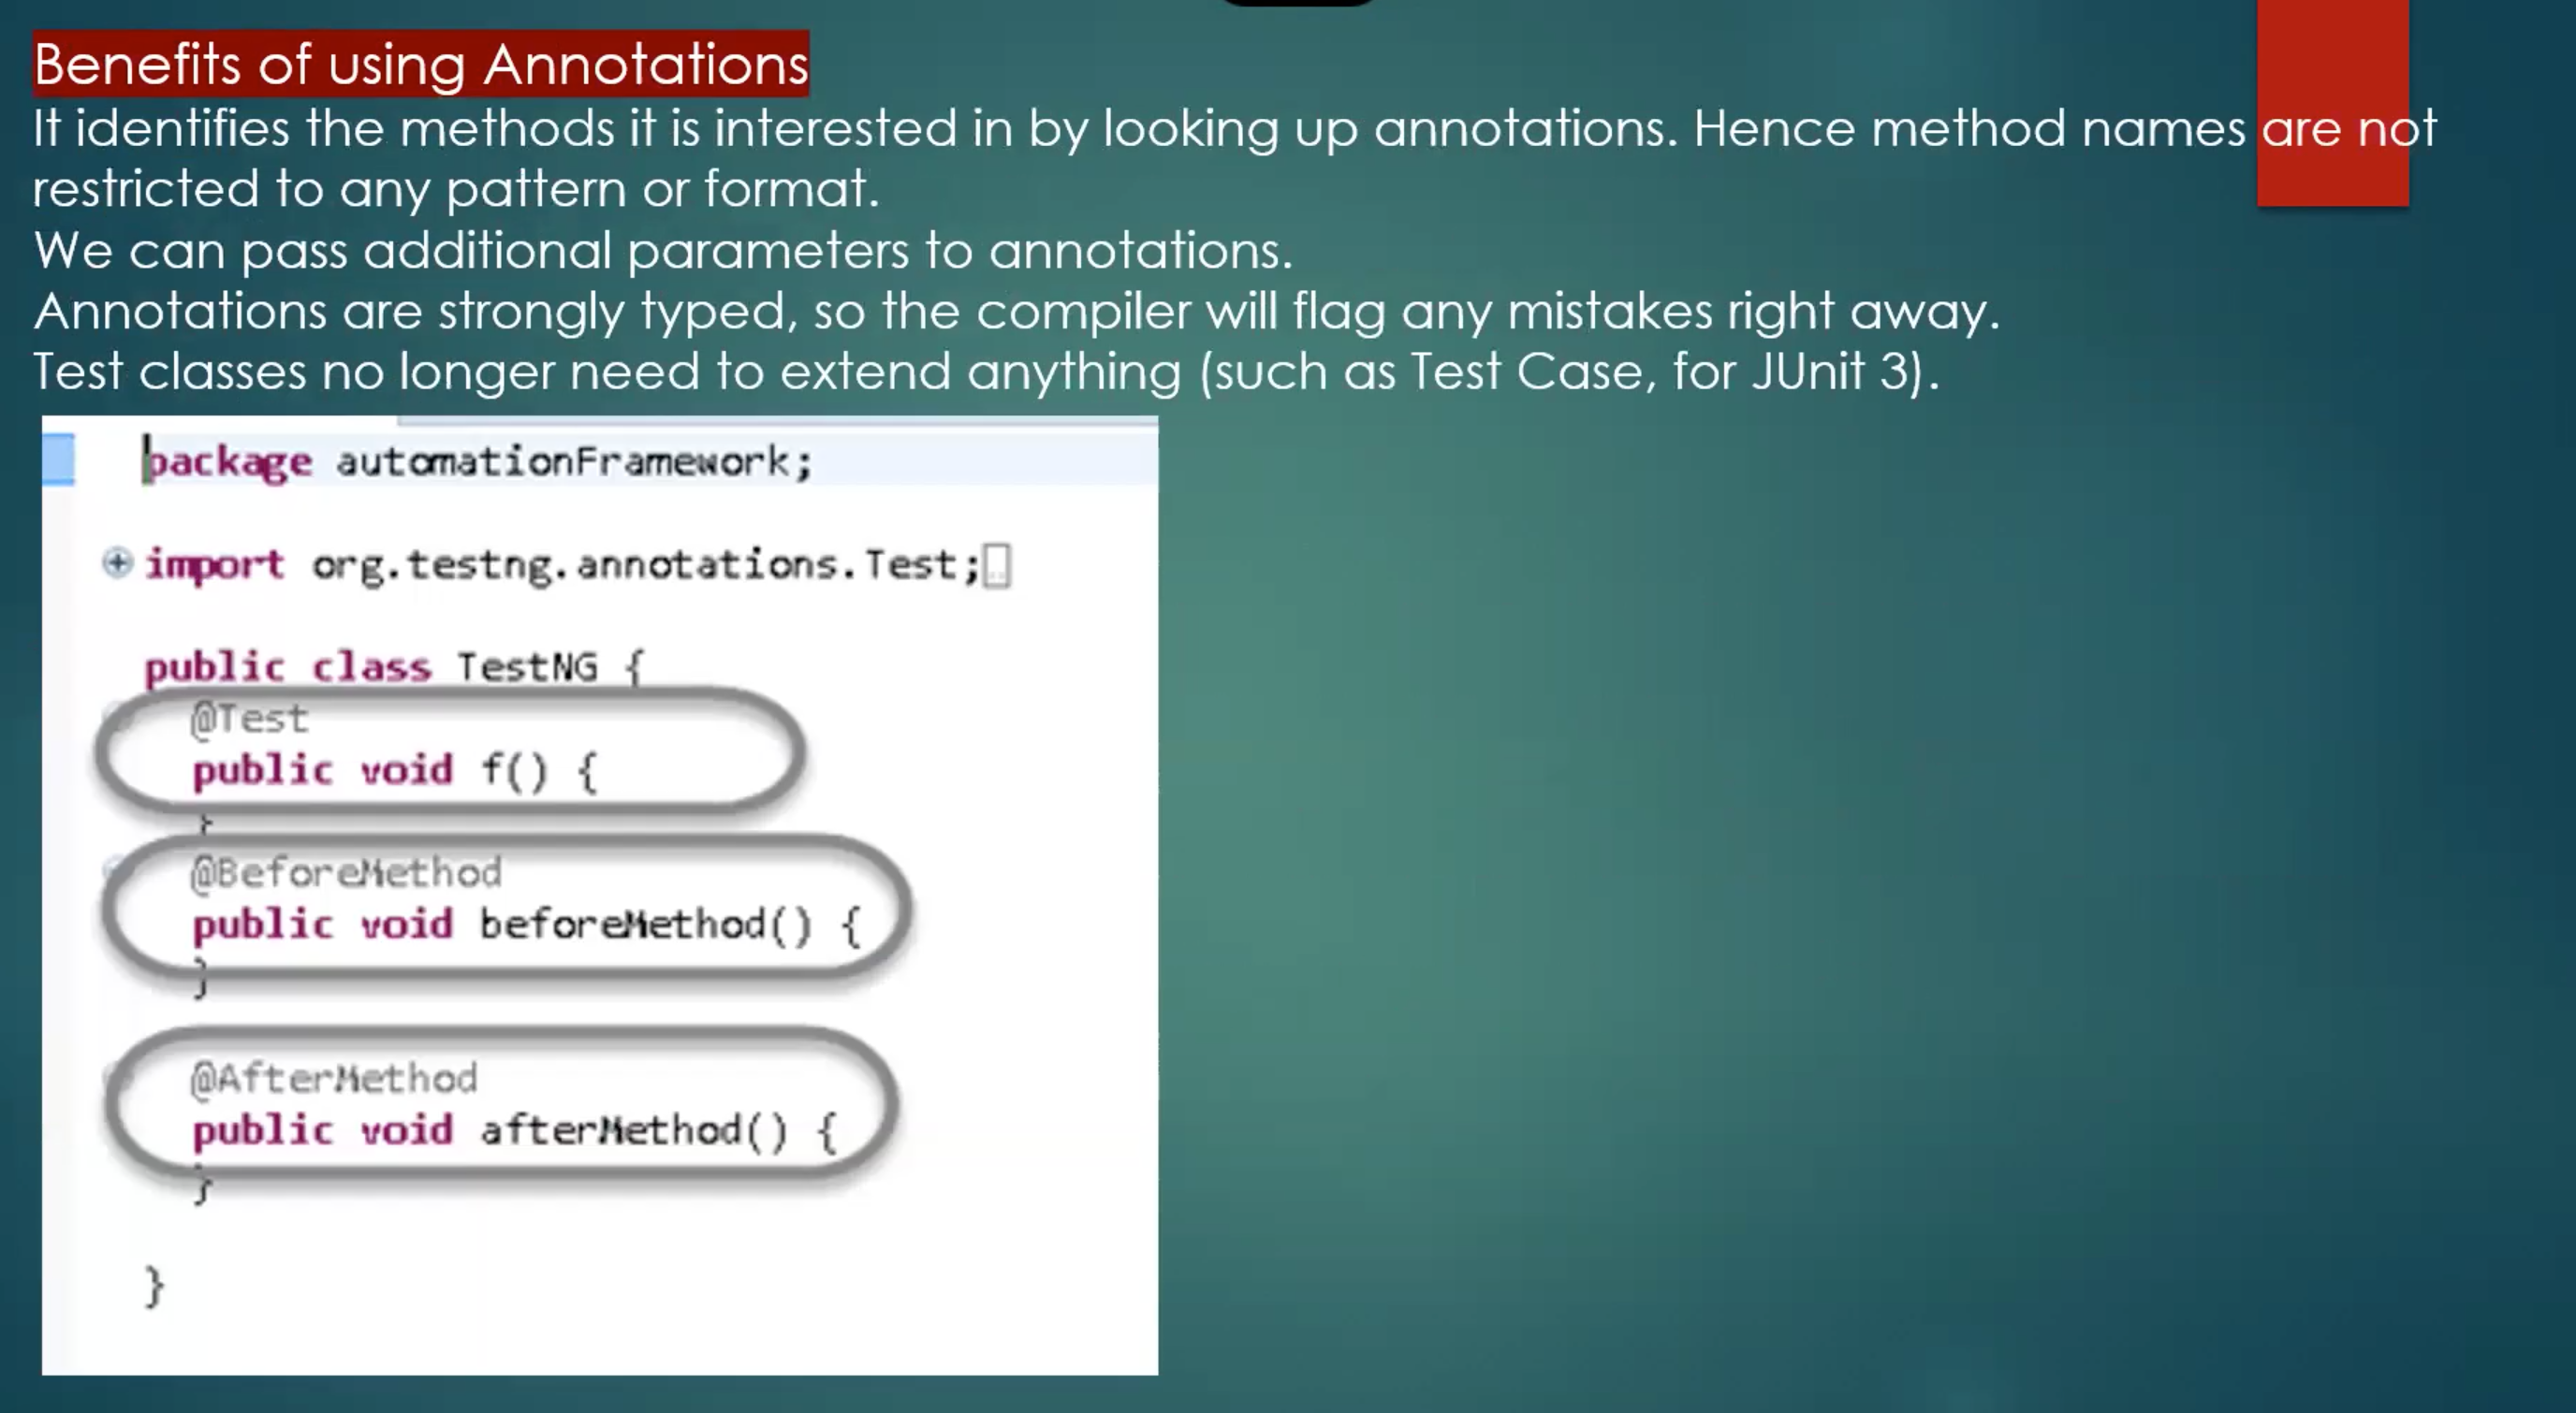 Benefits of using Annotations
It identifies the methods it is interested in by looking up annotations. Hence method names are not
restricted to any pattern or format.
We can pass additional parameters to annotations.
Annotations are strongly typed, so the compiler will flag any mistakes right away.
Test classes no longer need to extend anything (such as Test Case, for JUnit 3).
package automationFramework;
import org.testng.annotations.Test;
public class TestNG {
@Test
public void f() {
}
@BeforeMethod
public void beforeMethod() {
}
@AfterMethod
public void afterMethod() {
}
}